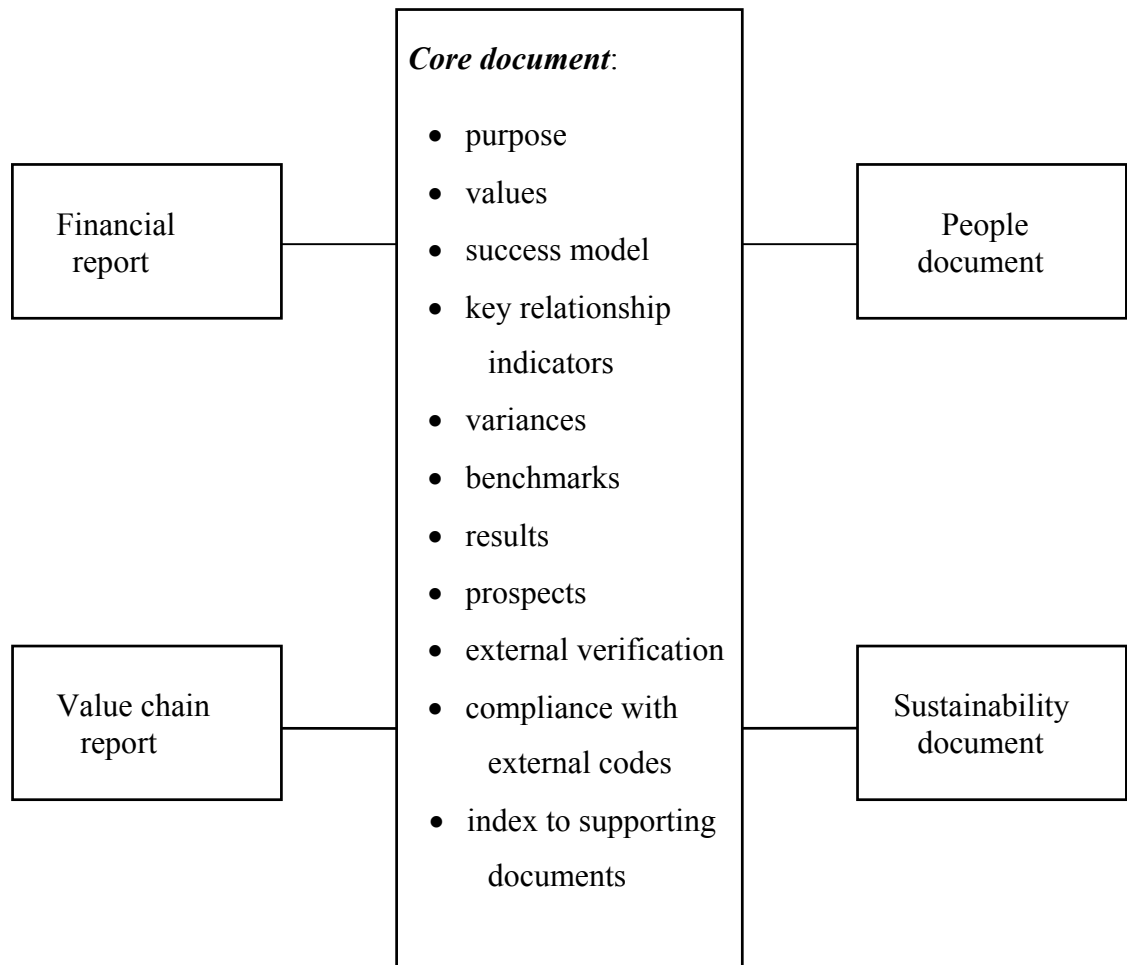 Core document:
• purpose
• values
Financial
report
• success model
People
document
• key relationship
indicators
• variances
• benchmarks
• results
• prospects
• external verification
Value chain
report
• compliance with
external codes
Sustainability
document
• index to supporting
documents